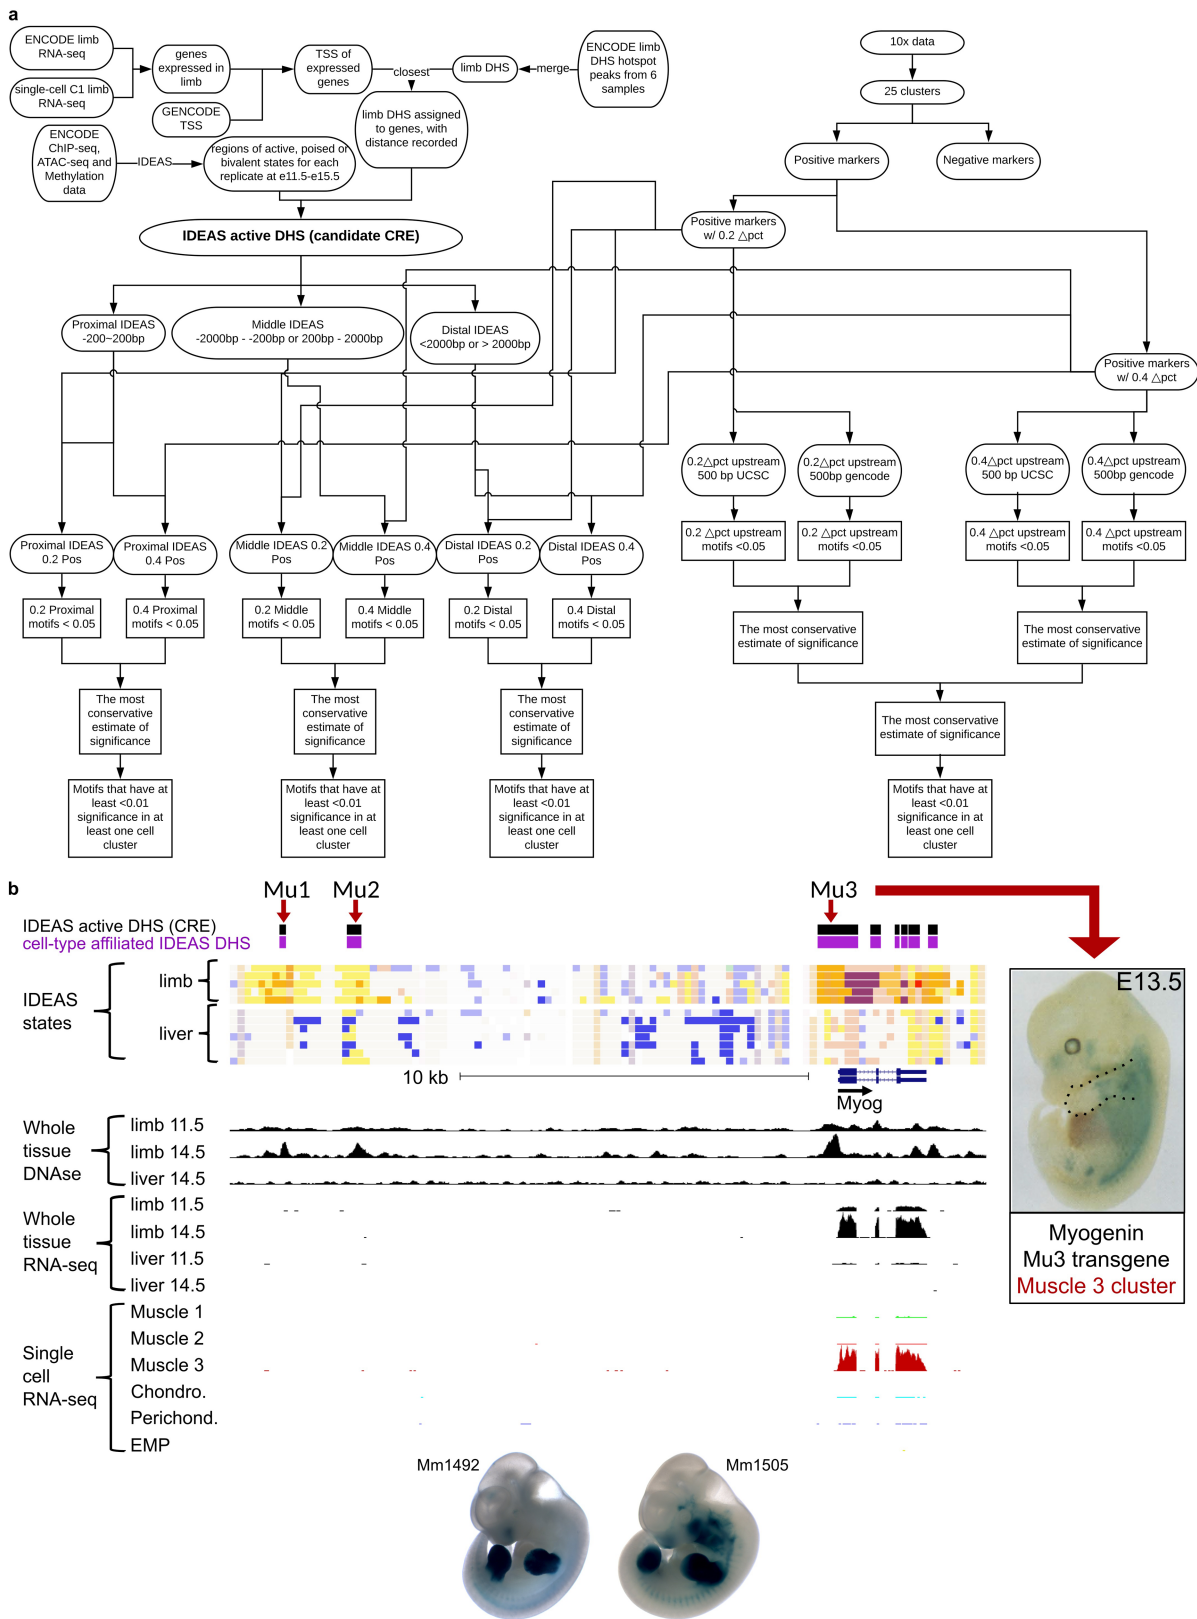 a
ENCODE limb
RNA-seq
single-cell C1 limb
RNA-seq
genes
expressed in
limb
GENCODE
TSS
TSS of
expressed
genes
closest
limb DHS
merge
ENCODE limb
DHS hotspot
peaks from 6
samples
limb DHS assigned
to genes, with
distance recorded
ENCODE
ChIP-seq,
ATAC-seq and
Methylation
data
IDEAS
regions of active, poised or
bivalent states for each
replicate at e11.5-e15.5
IDEAS active DHS (candidate CRE)
10x data
25 clusters
Positive markers
Negative markers
Positive markers
w/ 0.2 △pct
Positive markers
w/ 0.4 △pct
Proximal IDEAS
-200~200bp
Middle IDEAS
-2000bp - -200bp or 200bp - 2000bp
Distal IDEAS
<2000bp or > 2000bp
0.2△pct upstream
500 bp UCSC
0.2△pct upstream
500bp gencode
0.4△pct upstream
500 bp UCSC
0.4△pct upstream
500bp gencode
0.2 △pct upstream
motifs <0.05
0.2 △pct upstream
motifs <0.05
0.4 △pct upstream
motifs <0.05
0.4 △pct upstream
motifs <0.05
Proximal IDEAS
0.2 Pos
Proximal IDEAS
0.4 Pos
Middle IDEAS 0.2
Pos
Middle IDEAS 0.4
Pos
Distal IDEAS 0.2
Pos
Distal IDEAS 0.4
Pos
0.2 Proximal
motifs < 0.05
0.4 Proximal
motifs < 0.05
0.2 Middle
motifs < 0.05
0.4 Middle
motifs < 0.05
0.2 Distal
motifs < 0.05
0.4 Distal
motifs < 0.05
The most conservative
estimate of significance
The most conservative
estimate of significance
The most
conservative
estimate of
significance
The most
conservative
estimate of
significance
The most
conservative
estimate of
significance
The most conservative
estimate of significance
Motifs that have at
least <0.01
significance in at
least one cell
cluster
Motifs that have at
least <0.01
significance in at
least one cell
cluster
Motifs that have at
least <0.01
significance in at
least one cell
cluster
Motifs that have at
least <0.01
significance in at
least one cell
cluster
b
Mu1
Mu2
Mu3
IDEAS active DHS (CRE)
cell-type affiliated IDEAS DHS
IDEAS
states
limb
liver
10 kb
Myog
E13.5
Myogenin
Mu3 transgene
Muscle 3 cluster
Whole
tissue
DNAse
limb 11.5
limb 14.5
liver 14.5
Whole
tissue
RNA-seq
limb 11.5
limb 14.5
liver 11.5
liver 14.5
Single
cell
RNA-seq
Muscle 1
Muscle 2
Muscle 3
Chondro.
Perichond.
EMP
Mm1492
Mm1505